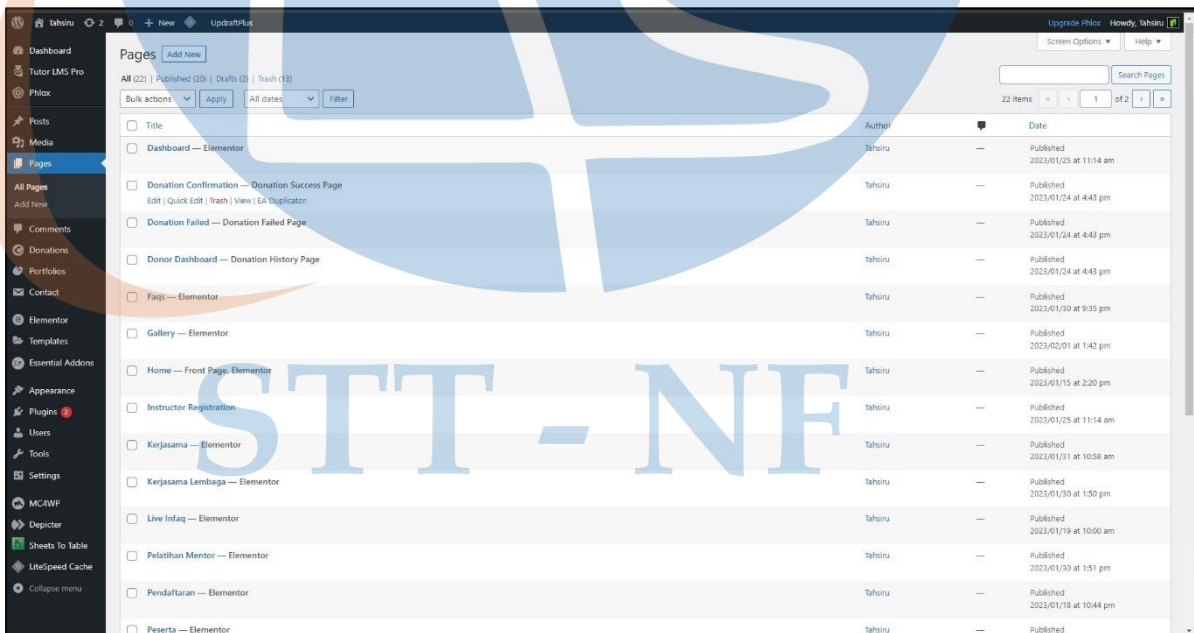 Tahsiru 2 0 + New UpdraftPlus Upgrade Phlox Howdy, Tahsiru
Screen Options ▼ Help ▼
Dashboard
Tutor LMS Pro
Phlox
Posts
Media
Pages
All Pages
Add New
Comments
Donations
Portfolios
Contact
Elementor
Templates
Essential Addons
Appearance
Plugins 2
Users
Tools
Settings
MC4WP
Depicter
Sheets To Table
LiteSpeed Cache
Collapse menu
Pages Add New
All (22) | Published (20) | Drafts (2) | Trash (13)
Search Pages
Bulk actions Apply All dates Filter
22 items « ‹ 1 of 2 › »
Title Author Date
Dashboard — Elementor Tahsiru — Published
2023/01/25 at 11:14 am
Donation Confirmation — Donation Success Page Tahsiru — Published
Edit | Quick Edit | Trash | View | EA Duplicator 2023/01/24 at 4:43 pm
Donation Failed — Donation Failed Page Tahsiru — Published
2023/01/24 at 4:43 pm
Donor Dashboard — Donation History Page Tahsiru — Published
2023/01/24 at 4:43 pm
Faqs — Elementor Tahsiru — Published
2023/01/30 at 9:35 pm
Gallery — Elementor Tahsiru — Published
2023/02/01 at 1:42 pm
Home — Front Page, Elementor Tahsiru — Published
2023/01/15 at 2:20 pm
Instructor Registration Tahsiru — Published
2023/01/25 at 11:14 am
Kerjasama — Elementor Tahsiru — Published
2023/01/31 at 10:58 am
Kerjasama Lembaga — Elementor Tahsiru — Published
2023/01/30 at 1:50 pm
Live Infaq — Elementor Tahsiru — Published
2023/01/19 at 10:00 am
Pelatihan Mentor — Elementor Tahsiru — Published
2023/01/30 at 1:51 pm
Pendaftaran — Elementor Tahsiru — Published
2023/01/18 at 10:44 pm
Peserta — Elementor Tahsiru — Published
STT - NF